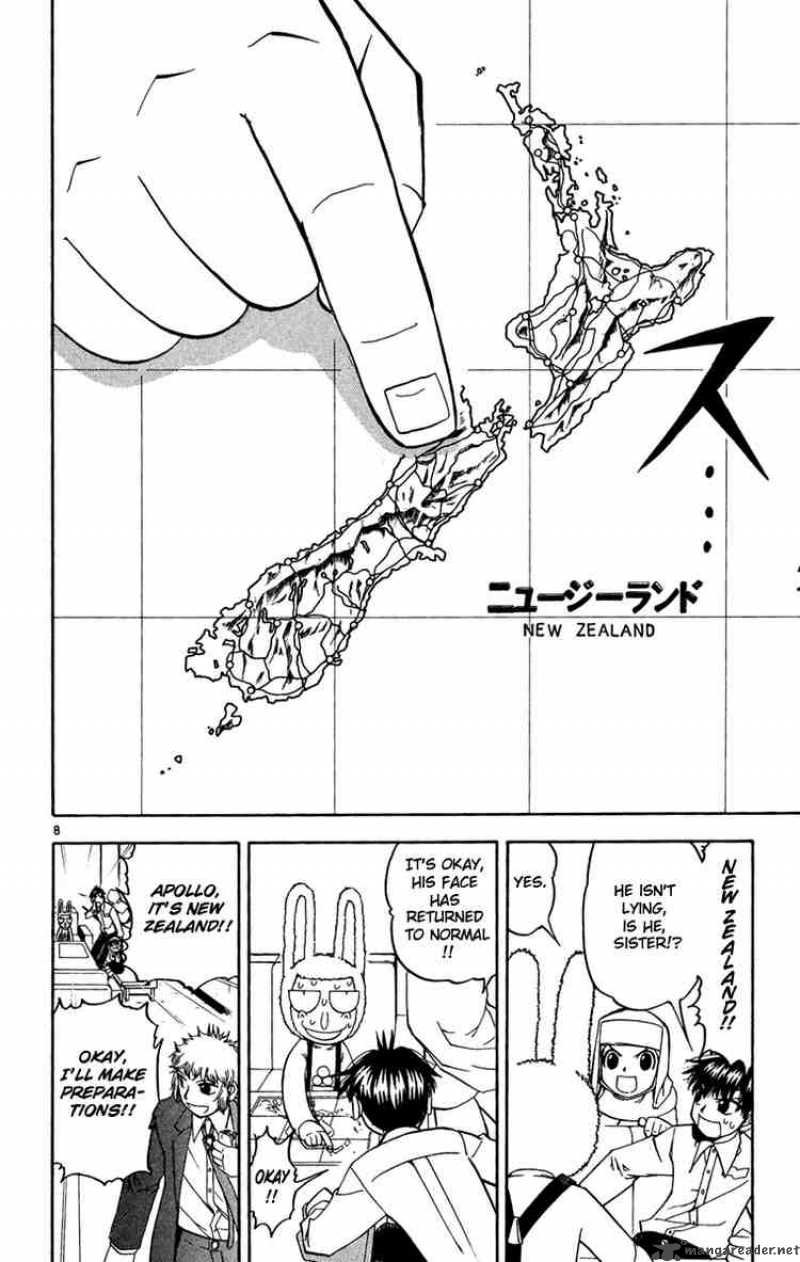 ス
ニュージーランド
NEW ZEALAND
8
NEW ZEALAND!!
HE ISN'T
LYING,
IS HE,
SISTER!?
YES.
IT'S OKAY,
HIS FACE
HAS
RETURNED
TO NORMAL
!!
OKAY
!!
APOLLO,
IT'S NEW
ZEALAND!!
OKAY,
I'LL MAKE
PREPARA-
TIONS!!
mangareader.net